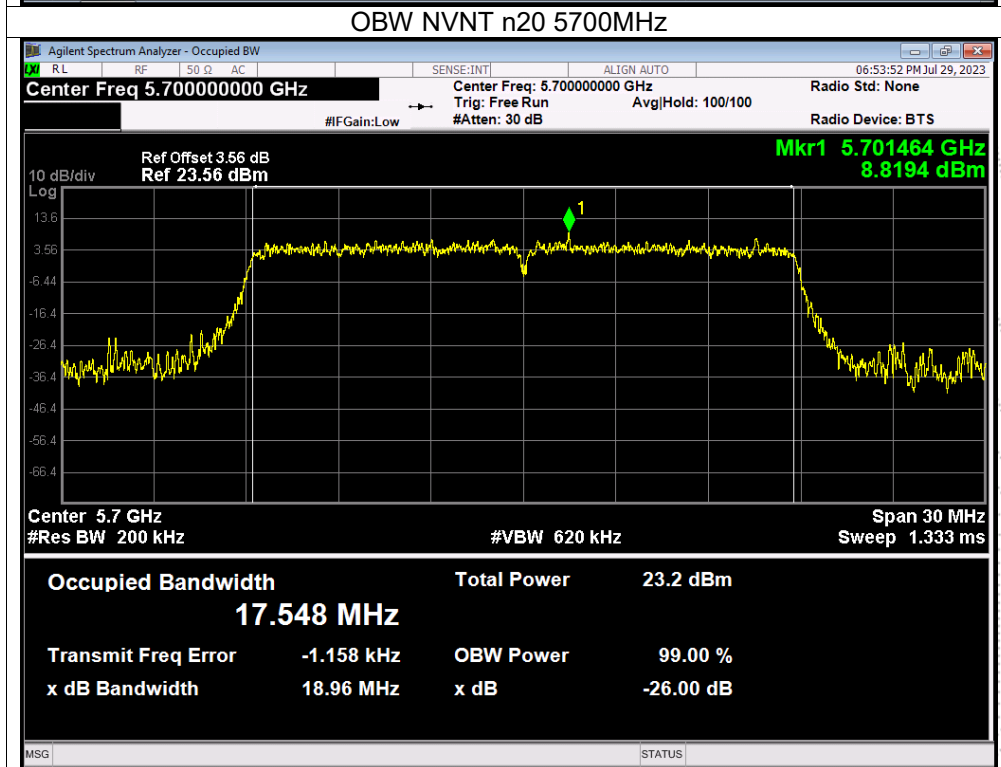 OBW NVNT n20 5700MHz
Agilent Spectrum Analyzer - Occupied BW
LXI RL RF 50 Ω AC SENSE:INT ALIGN AUTO 06:53:52 PM Jul 29, 2023
Center Freq 5.700000000 GHz Center Freq: 5.700000000 GHz Radio Std: None
Trig: Free Run Avg|Hold: 100/100
#IFGain:Low #Atten: 30 dB Radio Device: BTS
Ref Offset 3.56 dB Mkr1 5.701464 GHz
10 dB/div Ref 23.56 dBm 8.8194 dBm
Log
13.6
1
3.56
-6.44
-16.4
-26.4
-36.4
-46.4
-56.4
-66.4
Center 5.7 GHz Span 30 MHz
#Res BW 200 kHz #VBW 620 kHz Sweep 1.333 ms
Occupied Bandwidth Total Power 23.2 dBm
17.548 MHz
Transmit Freq Error -1.158 kHz OBW Power 99.00 %
x dB Bandwidth 18.96 MHz x dB -26.00 dB
MSG STATUS